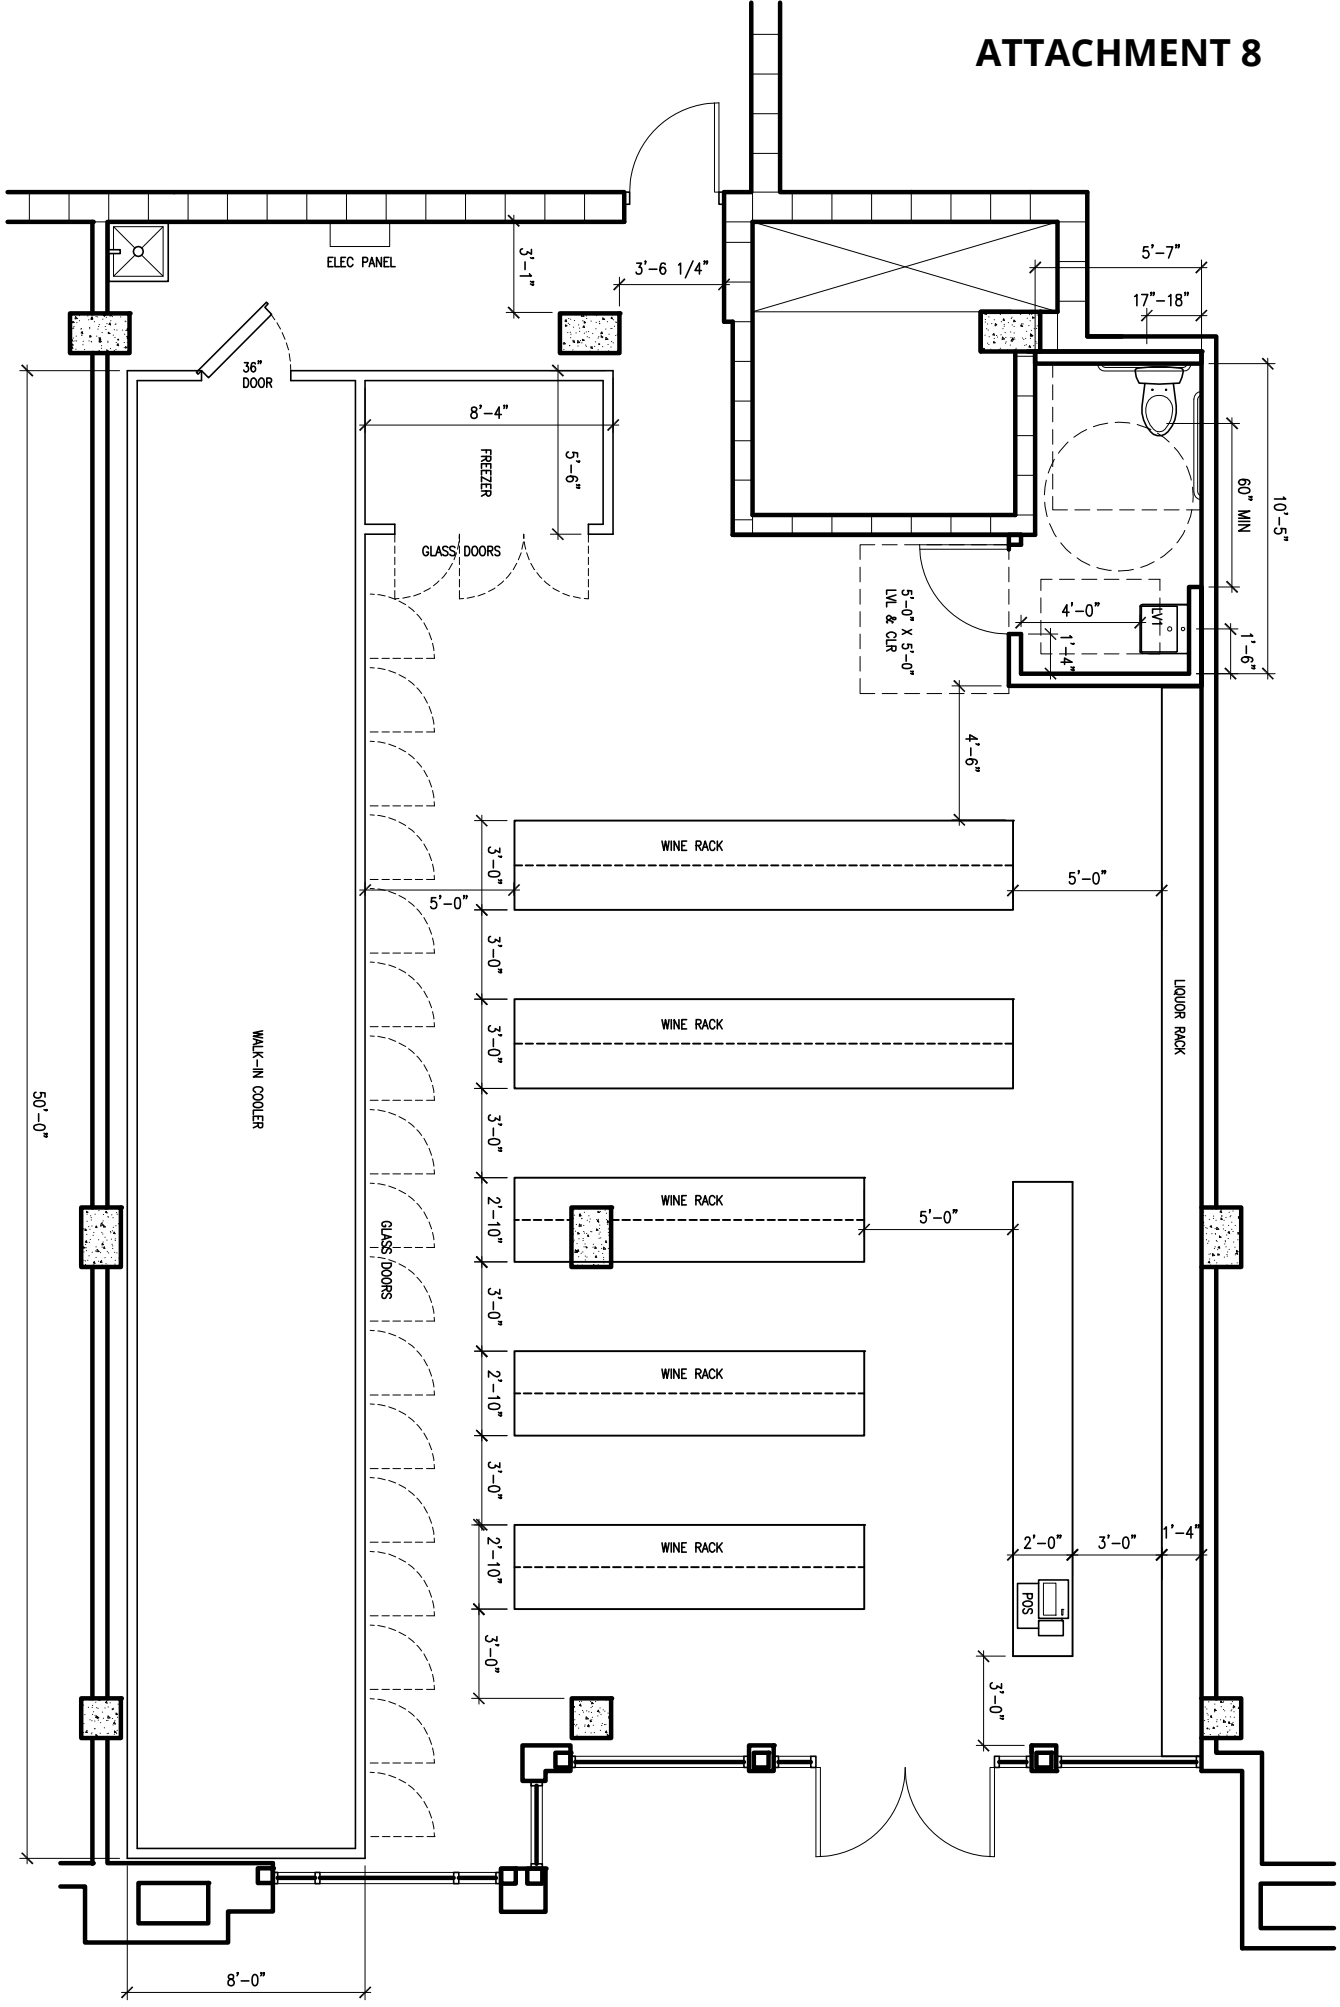 ATTACHMENT 8
ELEC PANEL
3'-1"
3'-6 1/4"
5'-7"
17"-18"
36"
DOOR
8'-4"
FREEZER
5'-6"
GLASS DOORS
60" MIN
10'-5"
5'-0" X 5'-0"
LVL & CLR
4'-0"
LV1
1'-4"
1'-6"
4'-6"
WINE RACK
3'-0"
5'-0"
5'-0"
3'-0"
LIQUOR RACK
WINE RACK
3'-0"
WALK-IN COOLER
50'-0"
3'-0"
WINE RACK
2'-10"
5'-0"
GLASS DOORS
3'-0"
WINE RACK
2'-10"
3'-0"
WINE RACK
2'-10"
2'-0"
3'-0"
1'-4"
POS
3'-0"
3'-0"
8'-0"